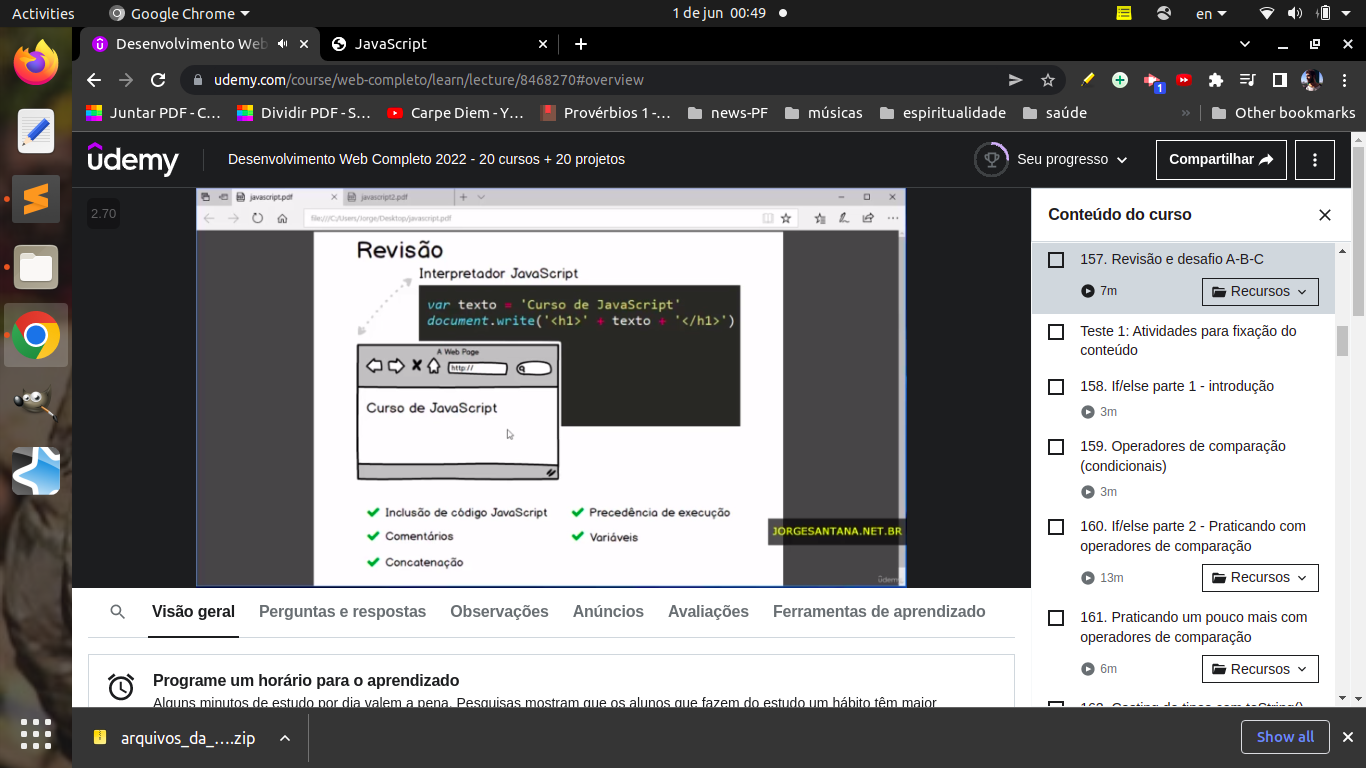 Activities
Google Chrome
1 de jun 00:49
en
Desenvolvimento Web
JavaScript
udemy.com/course/web-completo/learn/lecture/8468270#overview
1
Juntar PDF - C…
Dividir PDF - S…
Carpe Diem - Y…
Provérbios 1 -…
news-PF
músicas
espiritualidade
saúde
»
Other bookmarks
udemy
Desenvolvimento Web Completo 2022 - 20 cursos + 20 projetos
Seu progresso
Compartilhar
2.70
javascript.pdf
javascript2.pdf
file:///C:/Users/Jorge/Desktop/javascript.pdf
Revisão
Interpretador JavaScript
var texto = 'Curso de JavaScript'
document.write('<h1>' + texto + '</h1>')
A Web Page
http://
Curso de JavaScript
Inclusão de código JavaScript
Precedência de execução
Comentários
Variáveis
Concatenação
JORGESANTANA.NET.BR
udemy
Conteúdo do curso
157. Revisão e desafio A-B-C
7m
Recursos
Teste 1: Atividades para fixação do
conteúdo
158. If/else parte 1 - introdução
3m
159. Operadores de comparação
(condicionais)
3m
160. If/else parte 2 - Praticando com
operadores de comparação
13m
Recursos
161. Praticando um pouco mais com
operadores de comparação
6m
Recursos
162. Casting de tipos com toString()
Visão geral
Perguntas e respostas
Observações
Anúncios
Avaliações
Ferramentas de aprendizado
Programe um horário para o aprendizado
Alguns minutos de estudo por dia valem a pena. Pesquisas mostram que os alunos que fazem do estudo um hábito têm maior
arquivos_da_….zip
Show all